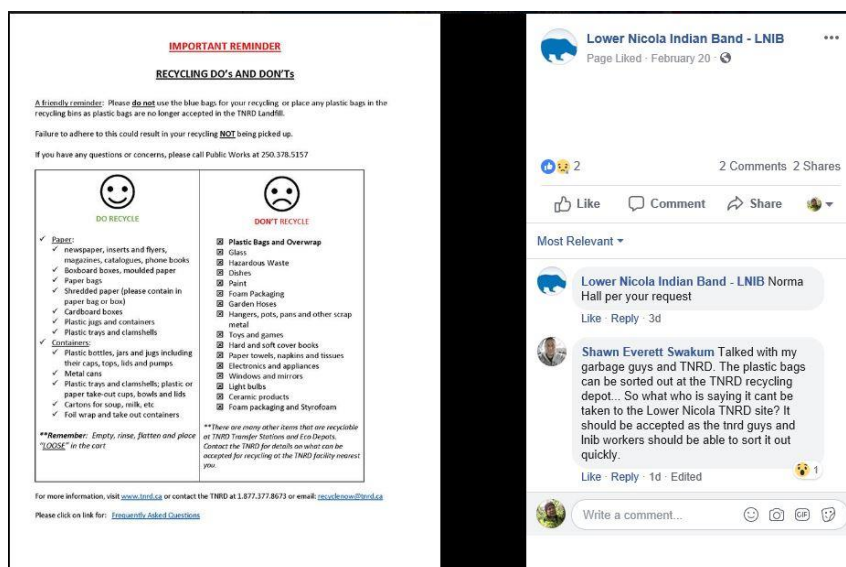 IMPORTANT REMINDER
RECYCLING DO's AND DON'Ts
A friendly reminder: Please do not use the blue bags for your recycling or place any plastic bags in the
recycling bins as plastic bags are no longer accepted in the TNRD Landfill.
Failure to adhere to this could result in your recycling NOT being picked up.
If you have any questions or concerns, please call Public Works at 250.378.5157
DO RECYCLE
✓ Paper:
✓ newspaper, inserts and flyers,
magazines, catalogues, phone books
✓ Boxboard boxes, moulded paper
✓ Paper bags
✓ Shredded paper (please contain in
paper bag or box)
✓ Cardboard boxes
✓ Plastic jugs and containers
✓ Plastic trays and clamshells
✓ Containers:
✓ Plastic bottles, jars and jugs including
their caps, tops, lids and pumps
✓ Metal cans
✓ Plastic trays and clamshells; plastic or
paper take-out cups, bowls and lids
✓ Cartons for soup, milk, etc
✓ Foil wrap and take out containers
**Remember: Empty, rinse, flatten and place
"LOOSE" in the cart
DON'T RECYCLE
☒ Plastic Bags and Overwrap
☒ Glass
☒ Hazardous Waste
☒ Dishes
☒ Paint
☒ Foam Packaging
☒ Garden Hoses
☒ Hangers, pots, pans and other scrap
metal
☒ Toys and games
☒ Hard and soft cover books
☒ Paper towels, napkins and tissues
☒ Electronics and appliances
☒ Windows and mirrors
☒ Light bulbs
☒ Ceramic products
☒ Foam packaging and Styrofoam
**There are many other items that are recyclable
at TNRD Transfer Stations and Eco Depots.
Contact the TNRD for details on what can be
accepted for recycling at the TNRD facility nearest
you.
For more information, visit www.tnrd.ca or contact the TNRD at 1.877.377.8673 or email: recyclenow@tnrd.ca
Please click on link for: Frequently Asked Questions
Lower Nicola Indian Band - LNIB
Page Liked · February 20 ·
2
2 Comments 2 Shares
Like Comment Share
Most Relevant
Lower Nicola Indian Band - LNIB Norma
Hall per your request
Like · Reply · 3d
Shawn Everett Swakum Talked with my
garbage guys and TNRD. The plastic bags
can be sorted out at the TNRD recycling
depot... So what who is saying it cant be
taken to the Lower Nicola TNRD site? It
should be accepted as the tnrd guys and
lnib workers should be able to sort it out
quickly.
1
Like · Reply · 1d · Edited
Write a comment...
GIF